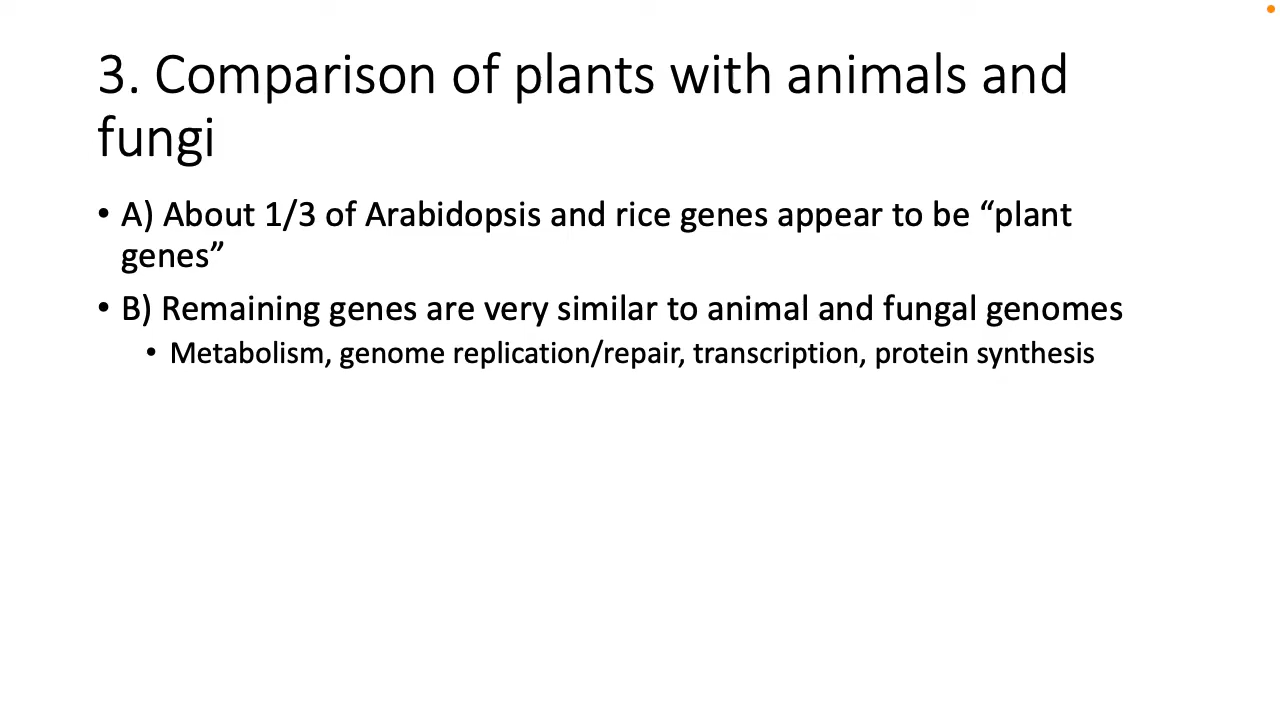 3. Comparison of plants with animals and
fungi
• A) About 1/3 of Arabidopsis and rice genes appear to be “plant
genes”
• B) Remaining genes are very similar to animal and fungal genomes
• Metabolism, genome replication/repair, transcription, protein synthesis